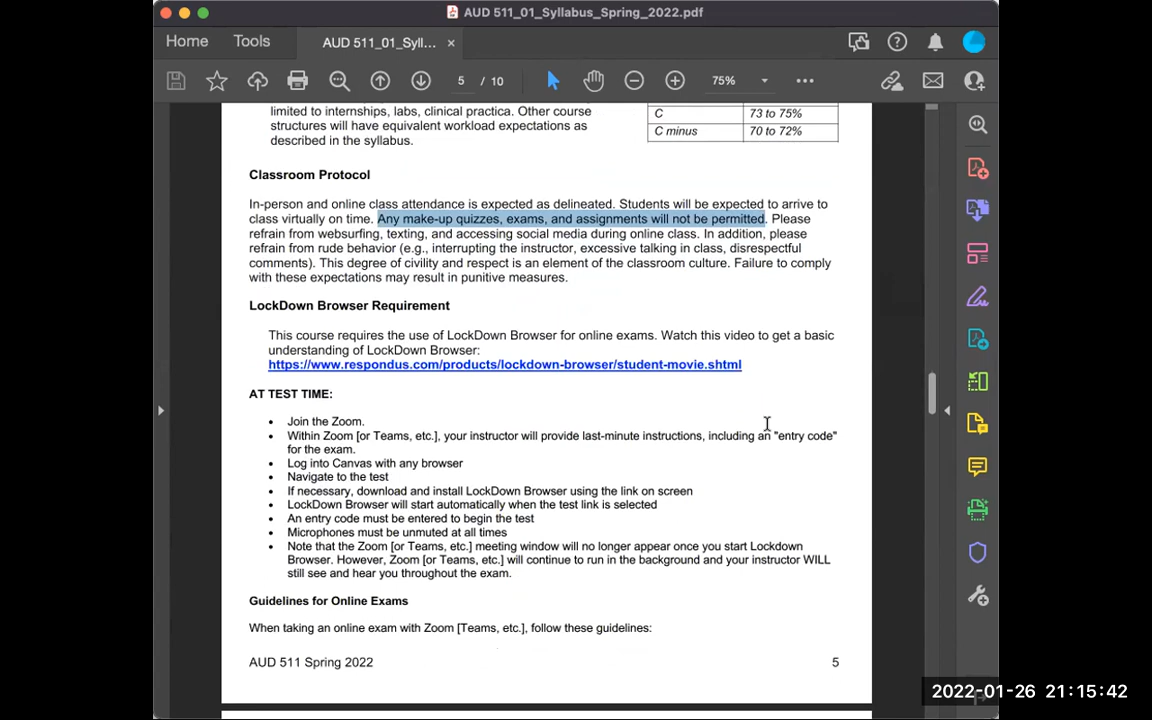 AUD 511_01_Syllabus_Spring_2022.pdf
Home Tools AUD 511_01_Syll... ×
5 / 10 75%
limited to internships, labs, clinical practica. Other course
structures will have equivalent workload expectations as
described in the syllabus.
C 73 to 75%
C minus 70 to 72%
Classroom Protocol
In-person and online class attendance is expected as delineated. Students will be expected to arrive to
class virtually on time. Any make-up quizzes, exams, and assignments will not be permitted. Please
refrain from websurfing, texting, and accessing social media during online class. In addition, please
refrain from rude behavior (e.g., interrupting the instructor, excessive talking in class, disrespectful
comments). This degree of civility and respect is an element of the classroom culture. Failure to comply
with these expectations may result in punitive measures.
LockDown Browser Requirement
This course requires the use of LockDown Browser for online exams. Watch this video to get a basic
understanding of LockDown Browser:
https://www.respondus.com/products/lockdown-browser/student-movie.shtml
AT TEST TIME:
• Join the Zoom.
• Within Zoom [or Teams, etc.], your instructor will provide last-minute instructions, including an "entry code"
for the exam.
• Log into Canvas with any browser
• Navigate to the test
• If necessary, download and install LockDown Browser using the link on screen
• LockDown Browser will start automatically when the test link is selected
• An entry code must be entered to begin the test
• Microphones must be unmuted at all times
• Note that the Zoom [or Teams, etc.] meeting window will no longer appear once you start Lockdown
Browser. However, Zoom [or Teams, etc.] will continue to run in the background and your instructor WILL
still see and hear you throughout the exam.
Guidelines for Online Exams
When taking an online exam with Zoom [Teams, etc.], follow these guidelines:
AUD 511 Spring 2022 5
2022-01-26 21:15:42